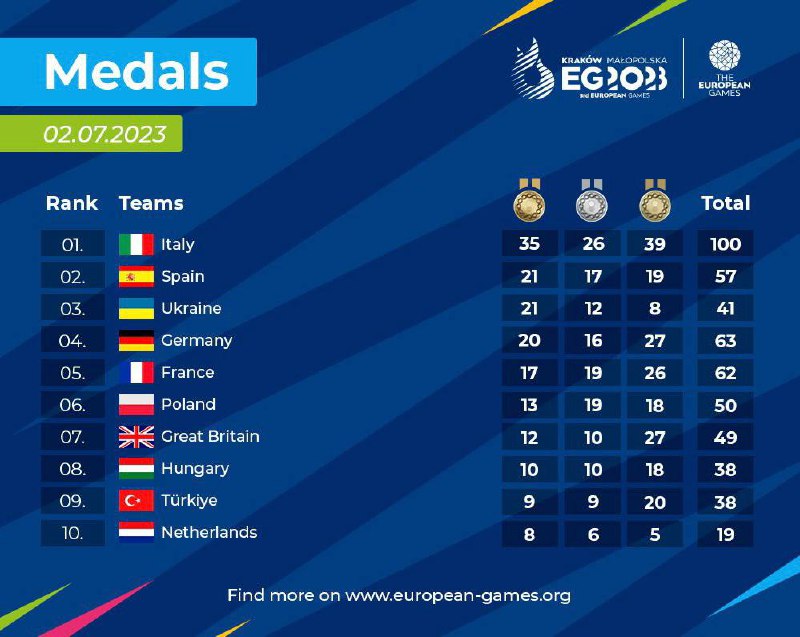 Medals
02.07.2023
KRAKÓW MAŁOPOLSKA
EG2023
3rd EUROPEAN GAMES
THE
EUROPEAN
GAMES
Rank Teams Total
01. Italy 35 26 39 100
02. Spain 21 17 19 57
03. Ukraine 21 12 8 41
04. Germany 20 16 27 63
05. France 17 19 26 62
06. Poland 13 19 18 50
07. Great Britain 12 10 27 49
08. Hungary 10 10 18 38
09. Türkiye 9 9 20 38
10. Netherlands 8 6 5 19
Find more on www.european-games.org